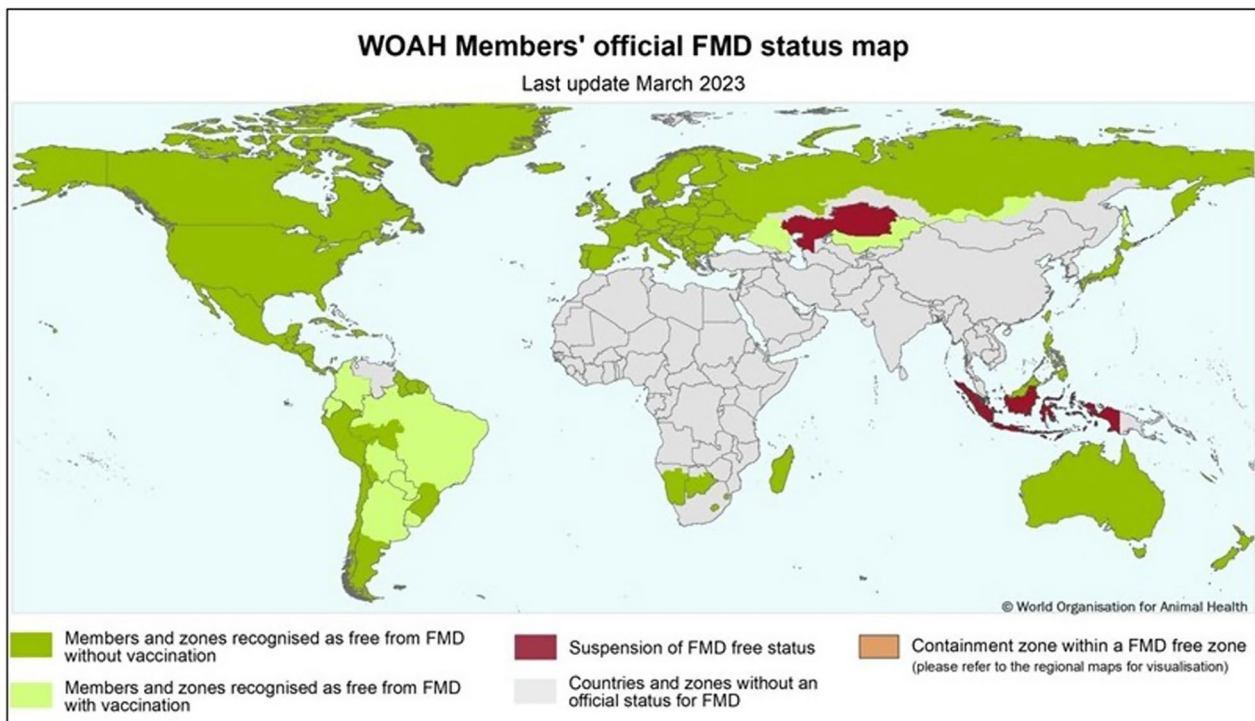 WOAH Members' official FMD status map
Last update March 2023
© World Organisation for Animal Health
Members and zones recognised as free from FMD
without vaccination
Members and zones recognised as free from FMD
with vaccination
Suspension of FMD free status
Countries and zones without an
official status for FMD
Containment zone within a FMD free zone
(please refer to the regional maps for visualisation)